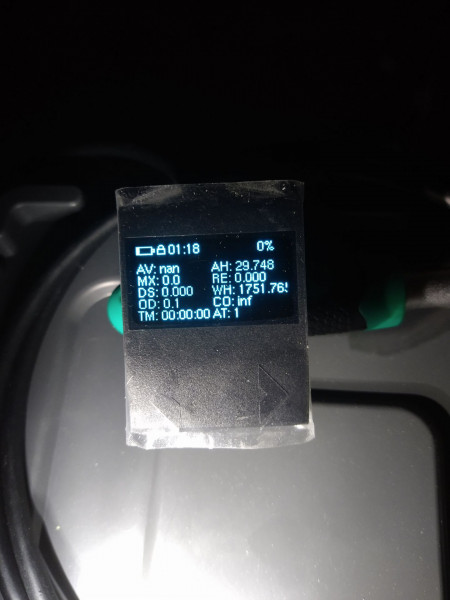 01:18 0%
AV: nan AH: 29.748
MX: 0.0 RE: 0.000
DS: 0.000 WH: 1751.765
OD: 0.1 CO: inf
TM: 00:00:00 AT: 1